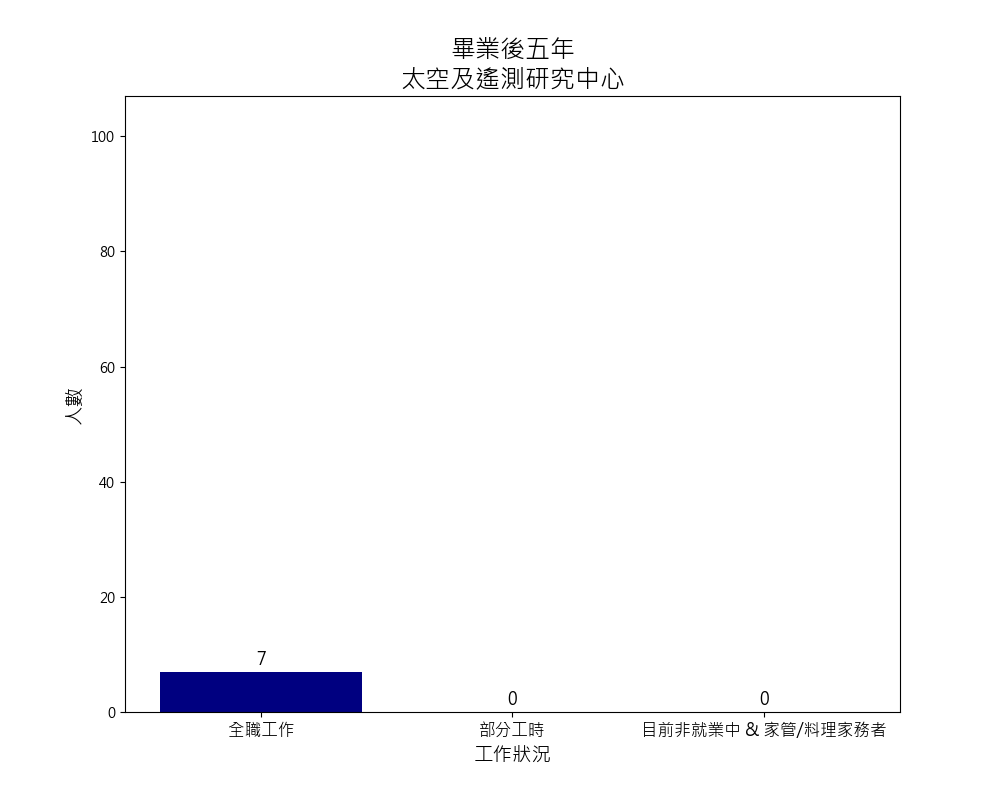 畢業後五年
太空及遙測研究中心
100
80
60
40
20
0
人數
7
0
0
全職工作
部分工時
目前非就業中 & 家管/料理家務者
工作狀況